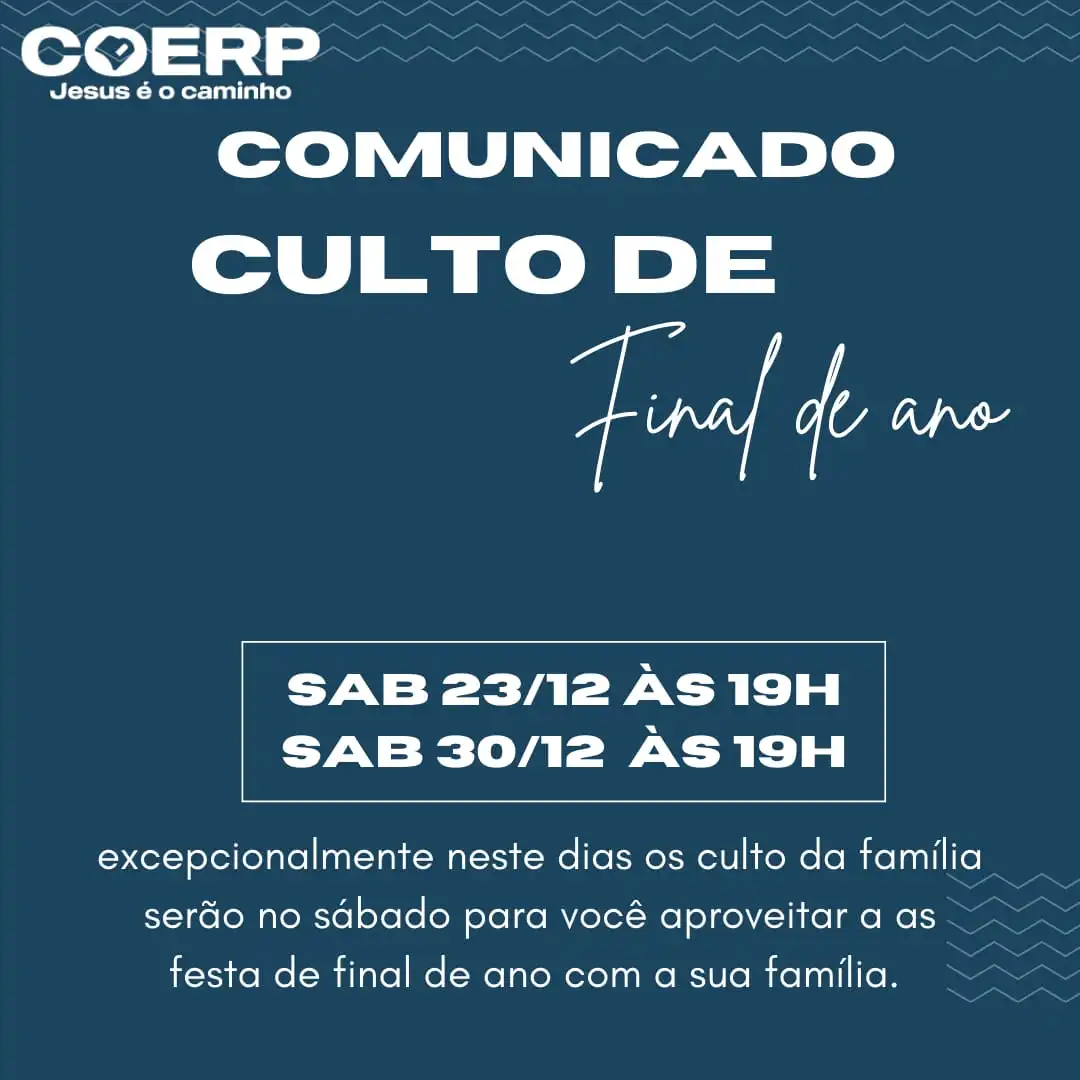 COERP
Jesus é o caminho
COMUNICADO
CULTO DE
Final de ano
SAB 23/12 ÀS 19H
SAB 30/12 ÀS 19H
excepcionalmente neste dias os culto da família
serão no sábado para você aproveitar a as
festa de final de ano com a sua família.